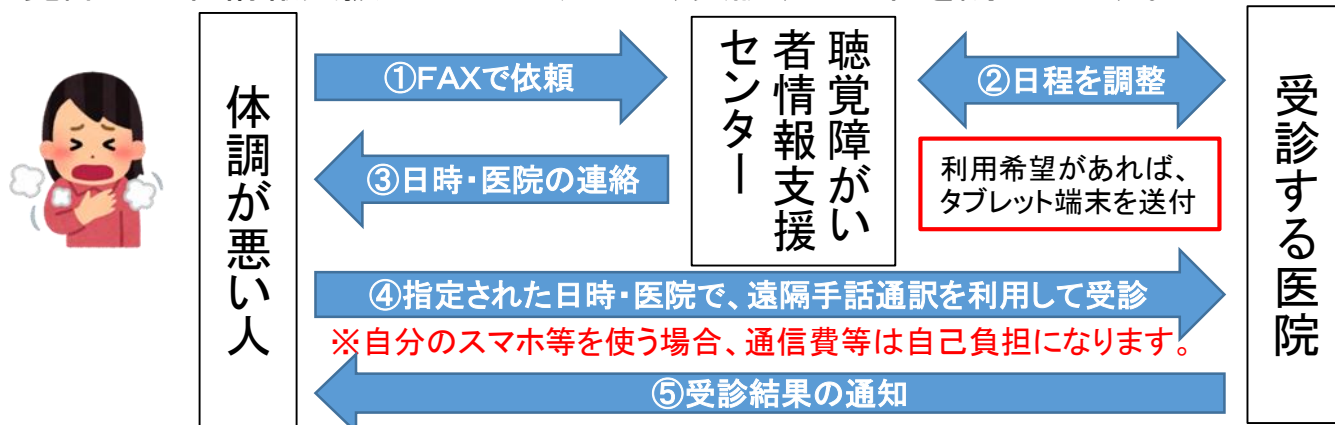 体調が悪い人
①FAXで依頼
聴覚障がい
者情報支援
センター
②日程を調整
利用希望があれば、
タブレット端末を送付
③日時・医院の連絡
受診する医院
④指定された日時・医院で、遠隔手話通訳を利用して受診
※自分のスマホ等を使う場合、通信費等は自己負担になります。
⑤受診結果の通知